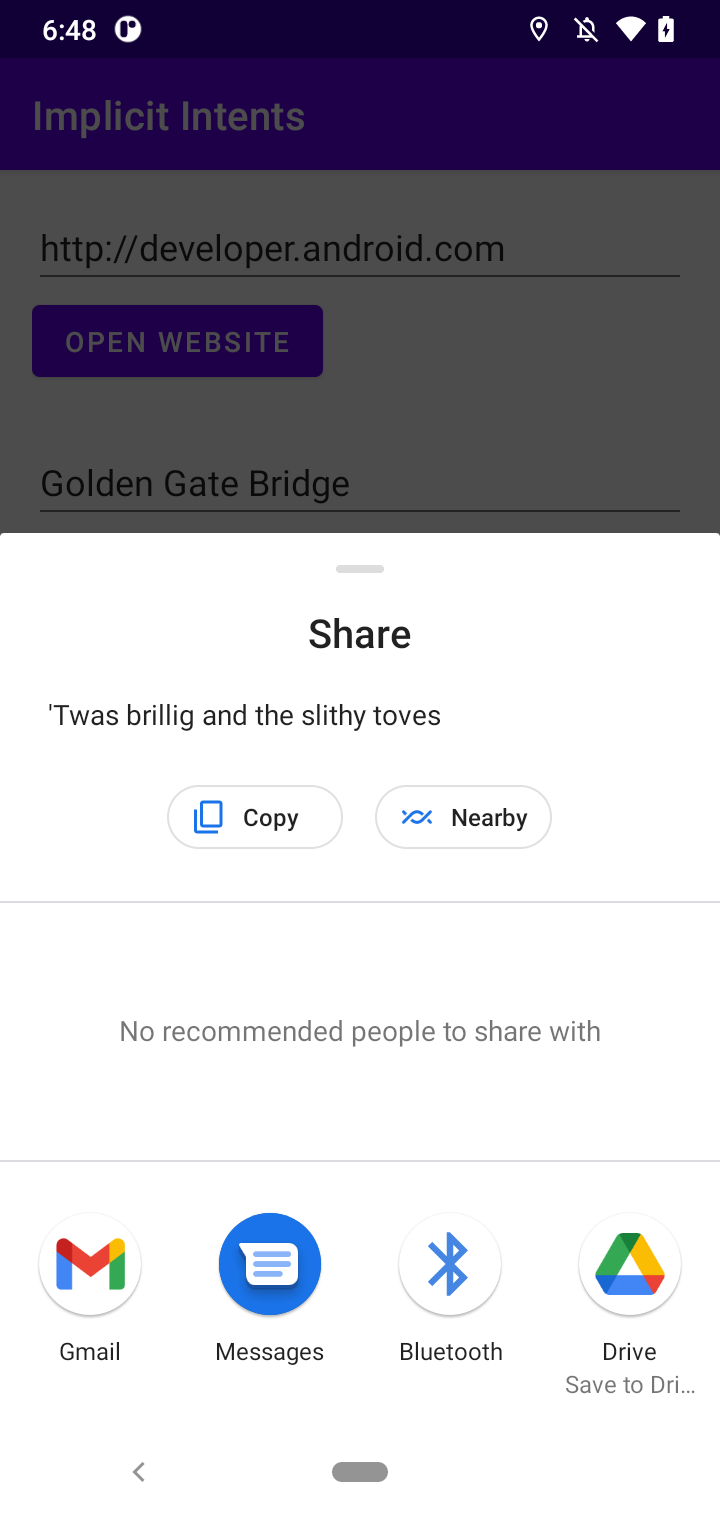 6:48
Implicit Intents
http://developer.android.com
OPEN WEBSITE
Golden Gate Bridge
Share
'Twas brillig and the slithy toves
Copy Nearby
No recommended people to share with
Gmail Messages Bluetooth Drive
Save to Dri...